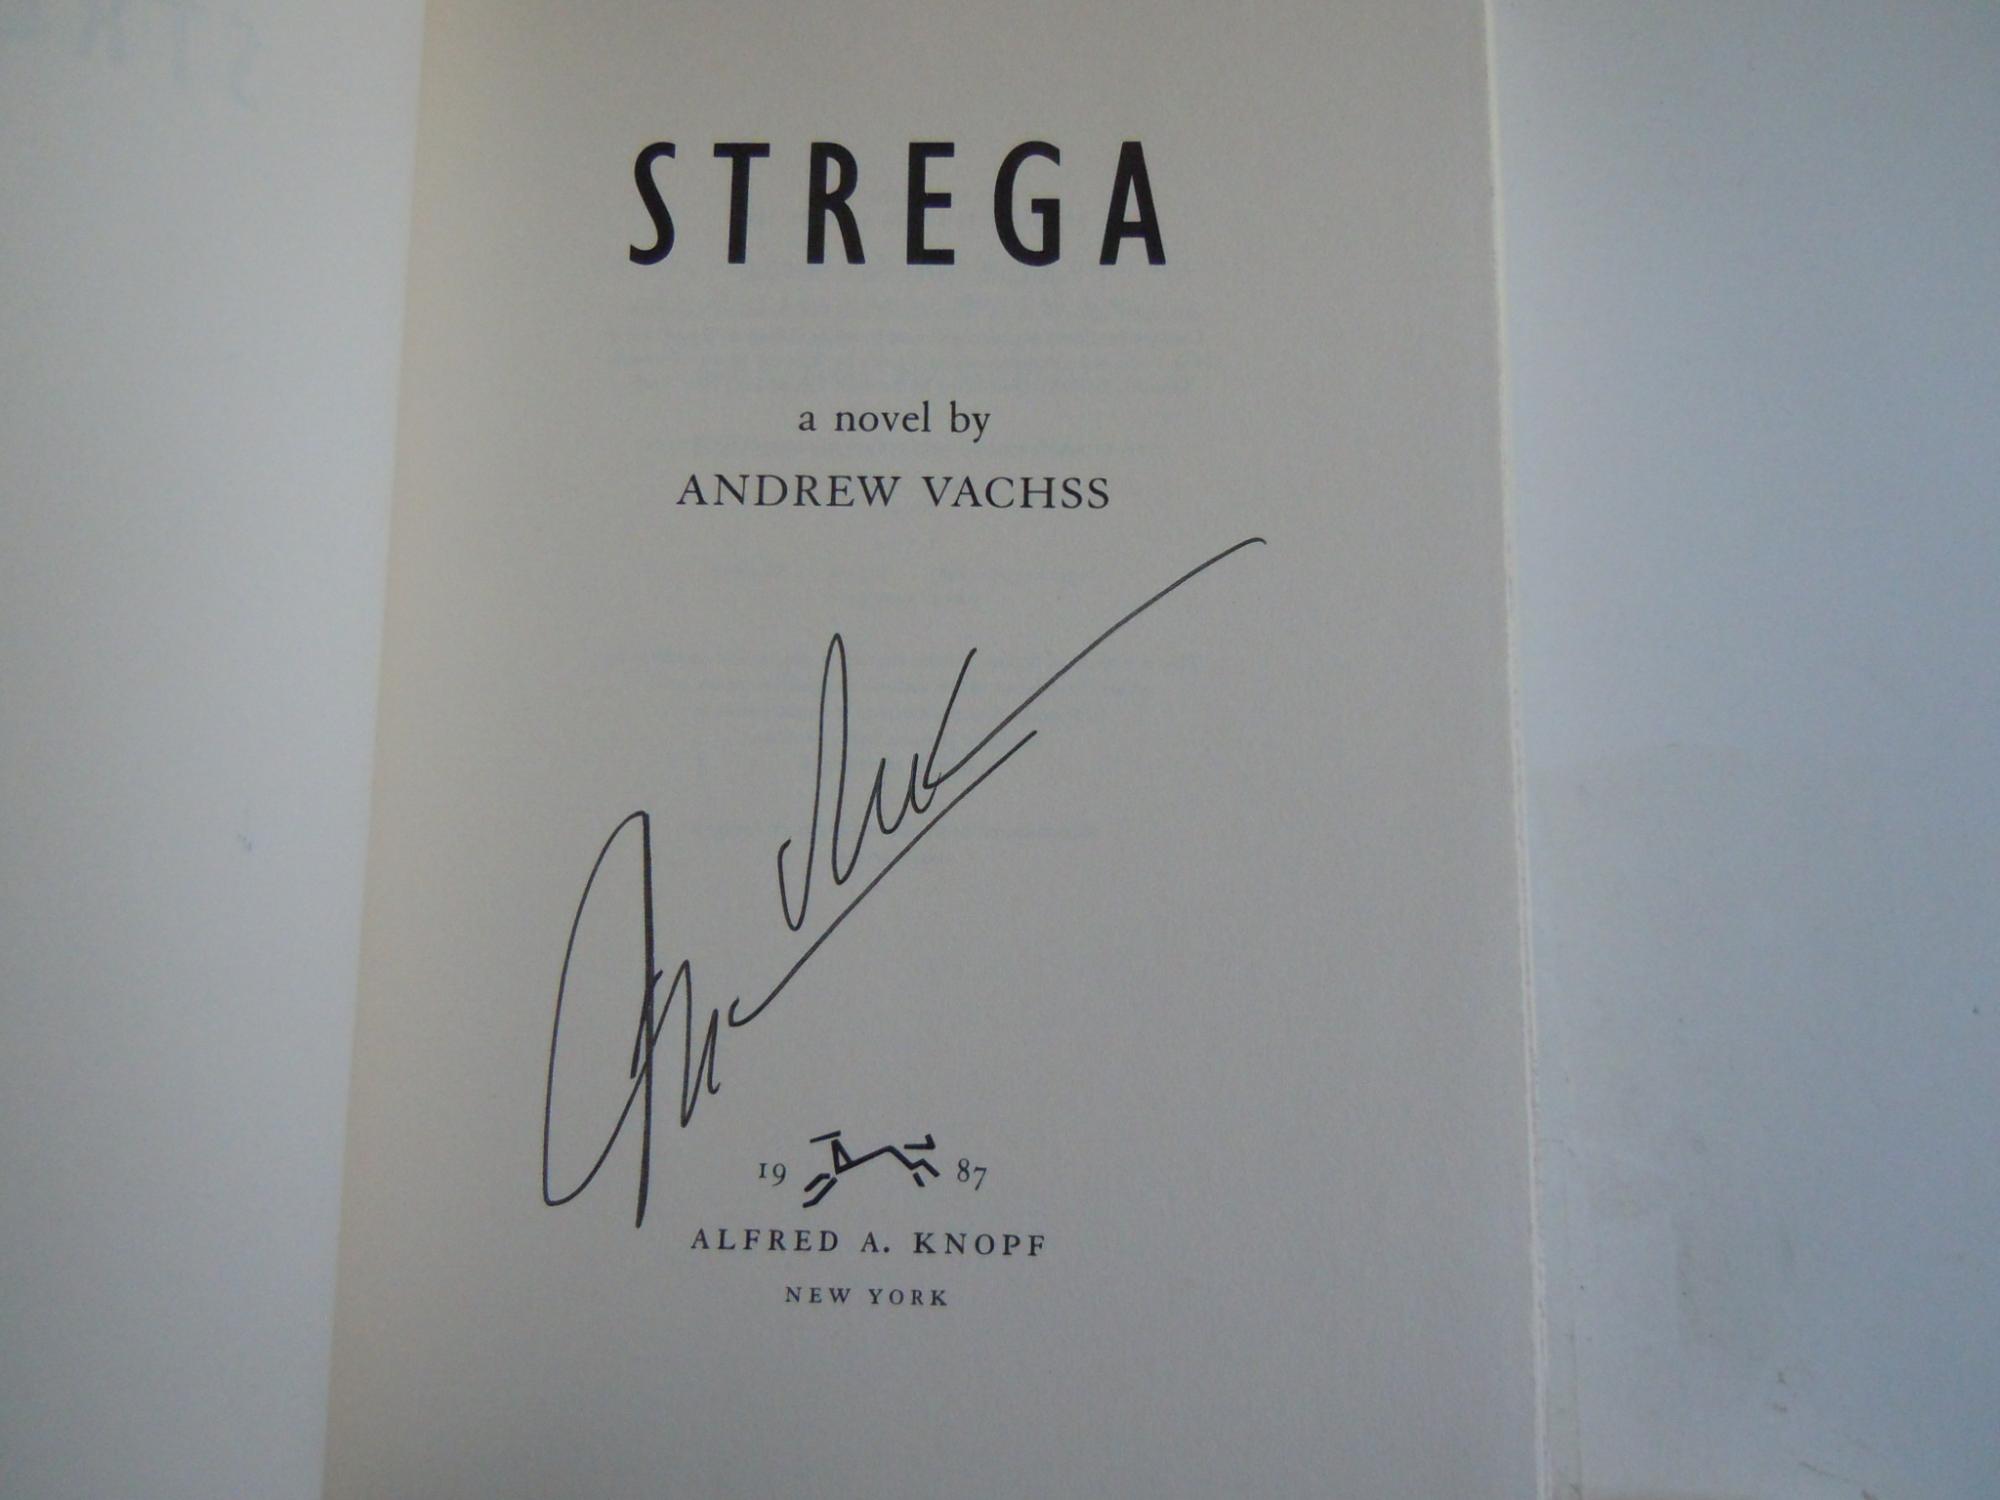 STREGA
a novel by
ANDREW VACHSS
19 87
ALFRED A. KNOPF
NEW YORK